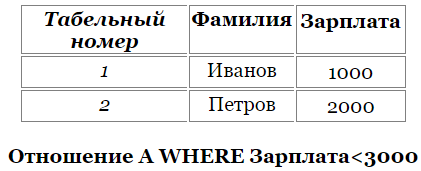 Табельный номер Фамилия Зарплата
1 Иванов 1000
2 Петров 2000
Отношение A WHERE Зарплата<3000